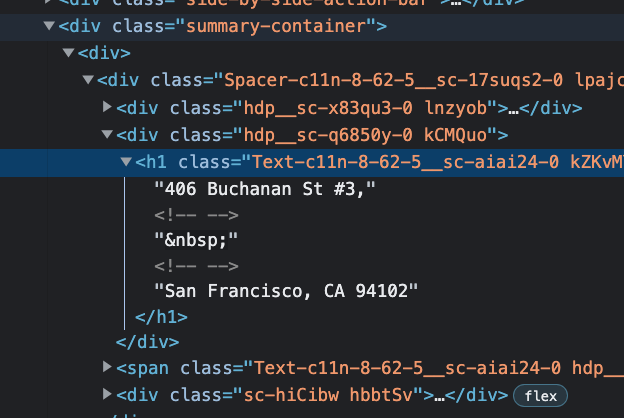 <div class="side-by-side-action-bar">…</div>
▼<div class="summary-container">
▼<div>
▼<div class="Spacer-c11n-8-62-5__sc-17suqs2-0 lpajc
▶<div class="hdp__sc-x83qu3-0 lnzyob">…</div>
▼<div class="hdp__sc-q6850y-0 kCMQuo">
▼<h1 class="Text-c11n-8-62-5__sc-aiai24-0 kZKvM
"406 Buchanan St #3,"
<!-- -->
"&nbsp;"
<!-- -->
"San Francisco, CA 94102"
</h1>
</div>
▶<span class="Text-c11n-8-62-5__sc-aiai24-0 hdp__
▶<div class="sc-hiCibw hbbtSv">…</div> flex